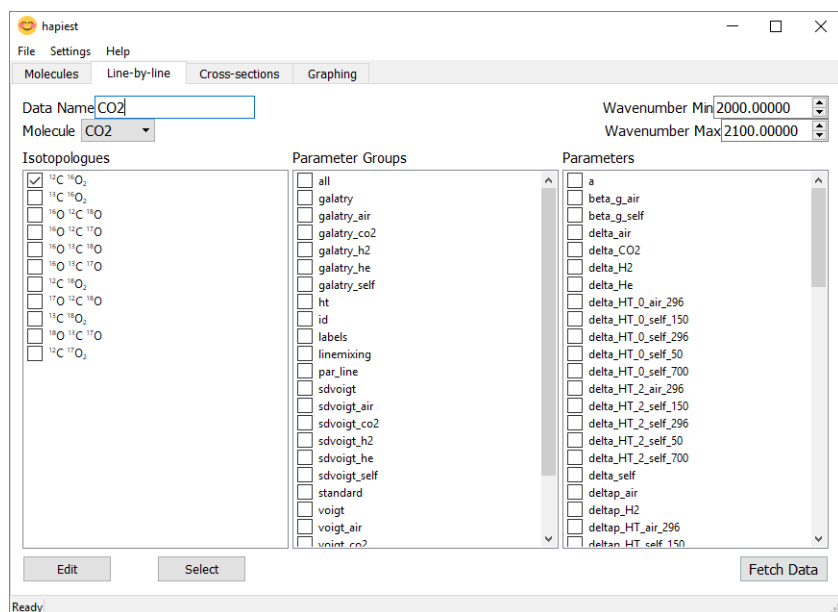 hapiest
File Settings Help
Molecules Line-by-line Cross-sections Graphing
Data Name CO2 Wavenumber Min 2000.00000
Molecule CO2 Wavenumber Max 2100.00000
Isotopologues Parameter Groups Parameters
¹²C ¹⁶O₂ all a
¹³C ¹⁶O₂ galatry beta_g_air
¹⁶O ¹²C ¹⁸O galatry_air beta_g_self
¹⁶O ¹²C ¹⁷O galatry_co2 delta_air
¹⁶O ¹³C ¹⁸O galatry_h2 delta_CO2
¹⁶O ¹³C ¹⁷O galatry_he delta_H2
¹²C ¹⁸O₂ galatry_self delta_He
¹⁷O ¹²C ¹⁸O ht delta_HT_0_air_296
¹³C ¹⁸O₂ id delta_HT_0_self_150
¹⁸O ¹³C ¹⁷O labels delta_HT_0_self_296
¹²C ¹⁷O₂ linemixing delta_HT_0_self_50
par_line delta_HT_0_self_700
sdvoigt delta_HT_2_air_296
sdvoigt_air delta_HT_2_self_150
sdvoigt_co2 delta_HT_2_self_296
sdvoigt_h2 delta_HT_2_self_50
sdvoigt_he delta_HT_2_self_700
sdvoigt_self delta_self
standard deltap_air
voigt deltap_H2
voigt_air deltap_HT_air_296
voigt_co2 deltap_HT_self_150
Edit Select Fetch Data
Ready